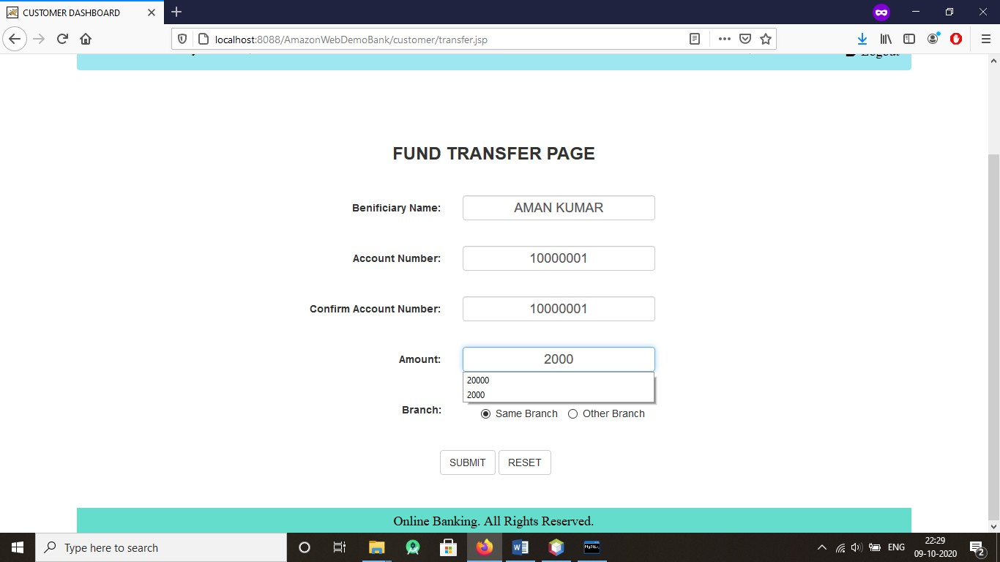 CUSTOMER DASHBOARD
localhost:8088/AmazonWebDemoBank/customer/transfer.jsp
Logout
FUND TRANSFER PAGE
Benificiary Name: AMAN KUMAR
Account Number: 10000001
Confirm Account Number: 10000001
Amount: 2000
20000
2000
Branch: Same Branch Other Branch
SUBMIT RESET
Online Banking. All Rights Reserved.
Type here to search
ENG
22:29
09-10-2020
2
MySQL